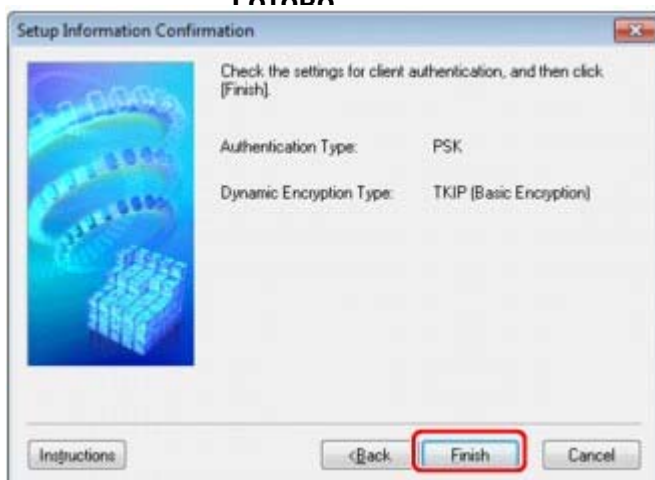 Setup Information Confirmation
Check the settings for client authentication, and then click
[Finish].
Authentication Type: PSK
Dynamic Encryption Type: TKIP (Basic Encryption)
Instructions <Back Finish Cancel